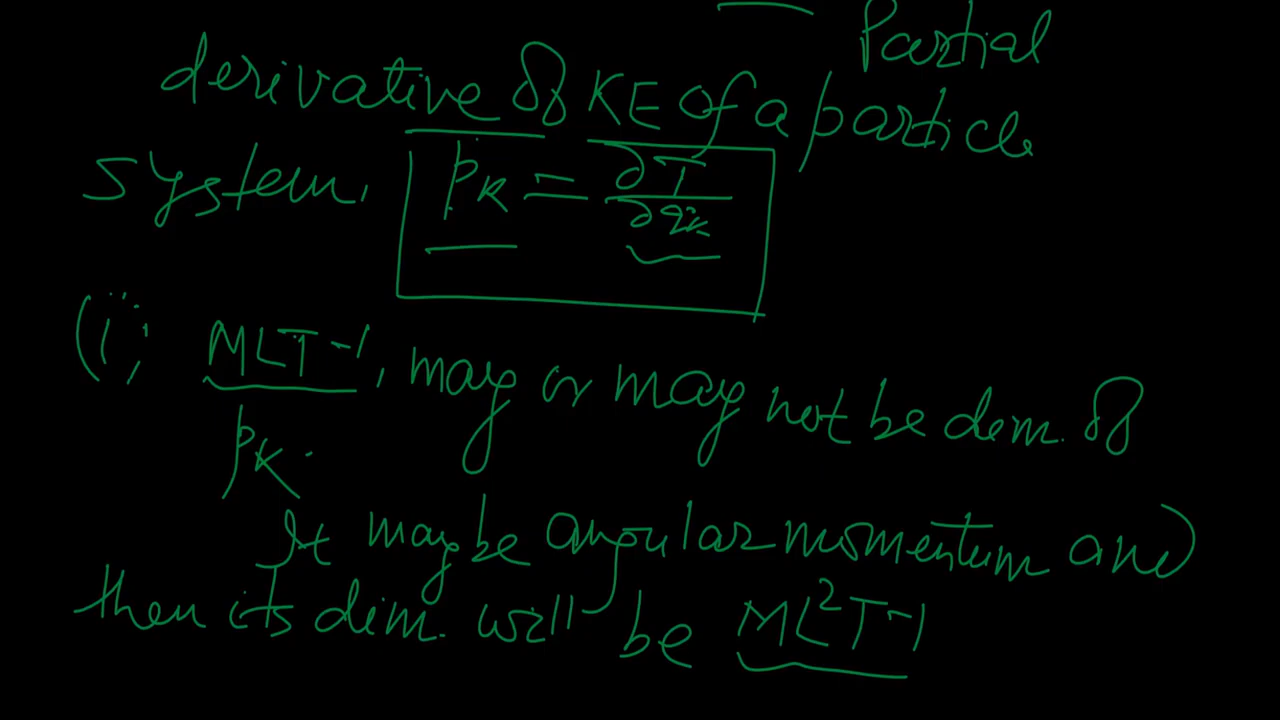 Partial
derivative of KE of a particle
system. pₖ = ∂T/∂qₖ
(i) MLT⁻¹, may or may not be dim. of
pₖ.
It may be angular momentum and
then its dim. will be ML²T⁻¹